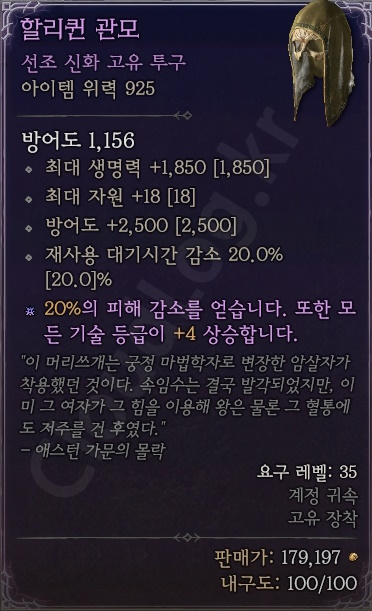 할리퀸 관모
선조 신화 고유 투구
아이템 위력 925
방어도 1,156
최대 생명력 +1,850 [1,850]
최대 자원 +18 [18]
방어도 +2,500 [2,500]
재사용 대기시간 감소 20.0%
[20.0]%
20%의 피해 감소를 얻습니다. 또한 모
든 기술 등급이 +4 상승합니다.
"이 머리쓰개는 궁정 마법학자로 변장한 암살자가
착용했던 것이다. 속임수는 결국 발각되었지만, 이
미 그 여자가 그 힘을 이용해 왕은 물론 그 혈통에
도 저주를 건 후였다."
– 애스턴 가문의 몰락
요구 레벨: 35
계정 귀속
고유 장착
판매가: 179,197
내구도: 100/100